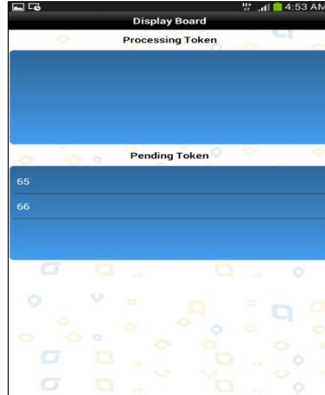 H+ 4:53 AM
Display Board
Processing Token
Pending Token
65
66